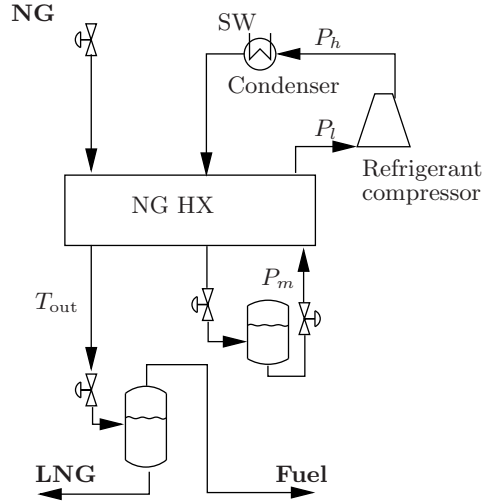 NG
SW
P_h
Condenser
P_l
Refrigerant
compressor
NG HX
P_m
T_out
LNG
Fuel